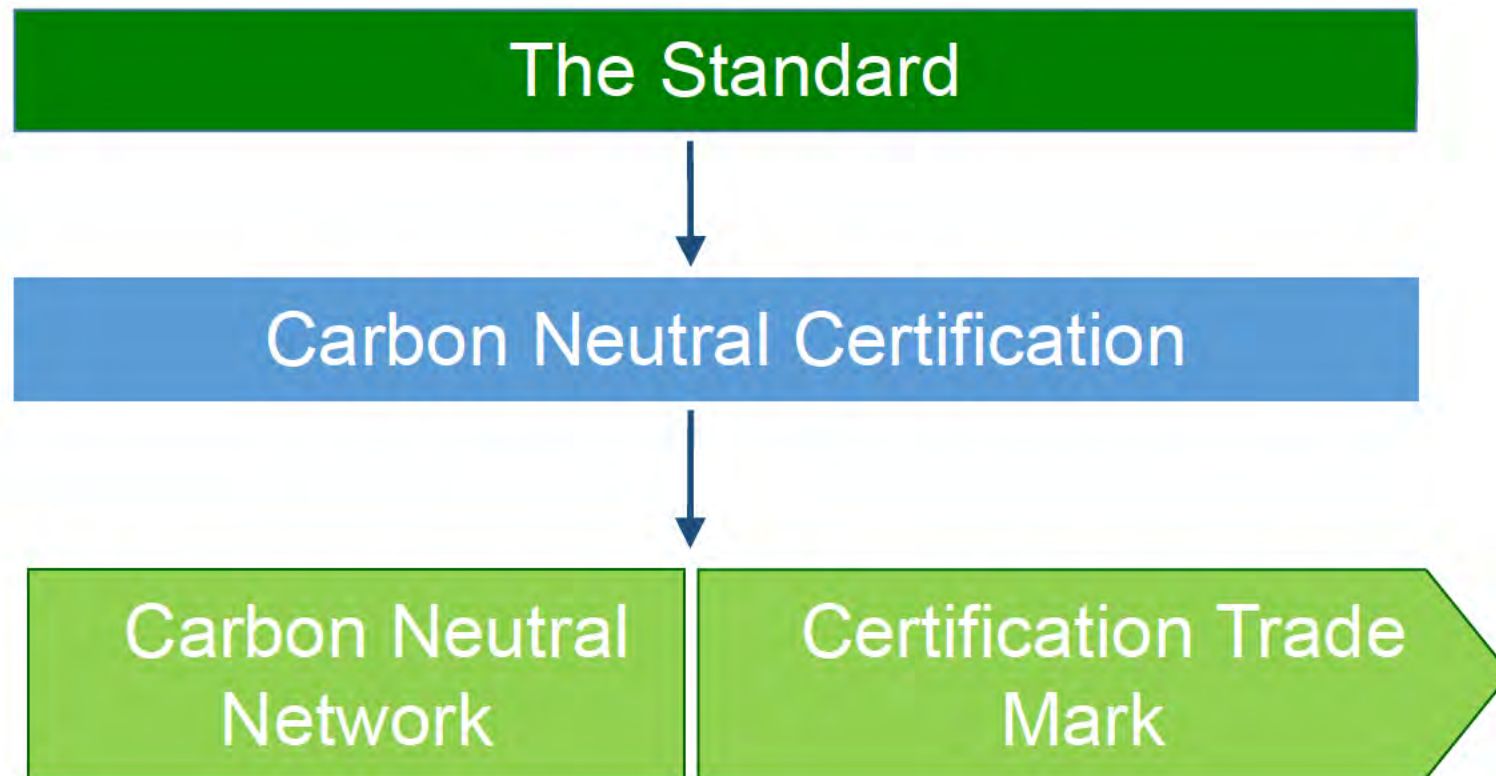 The Standard
Carbon Neutral Certification
Carbon Neutral
Network
Certification Trade
Mark